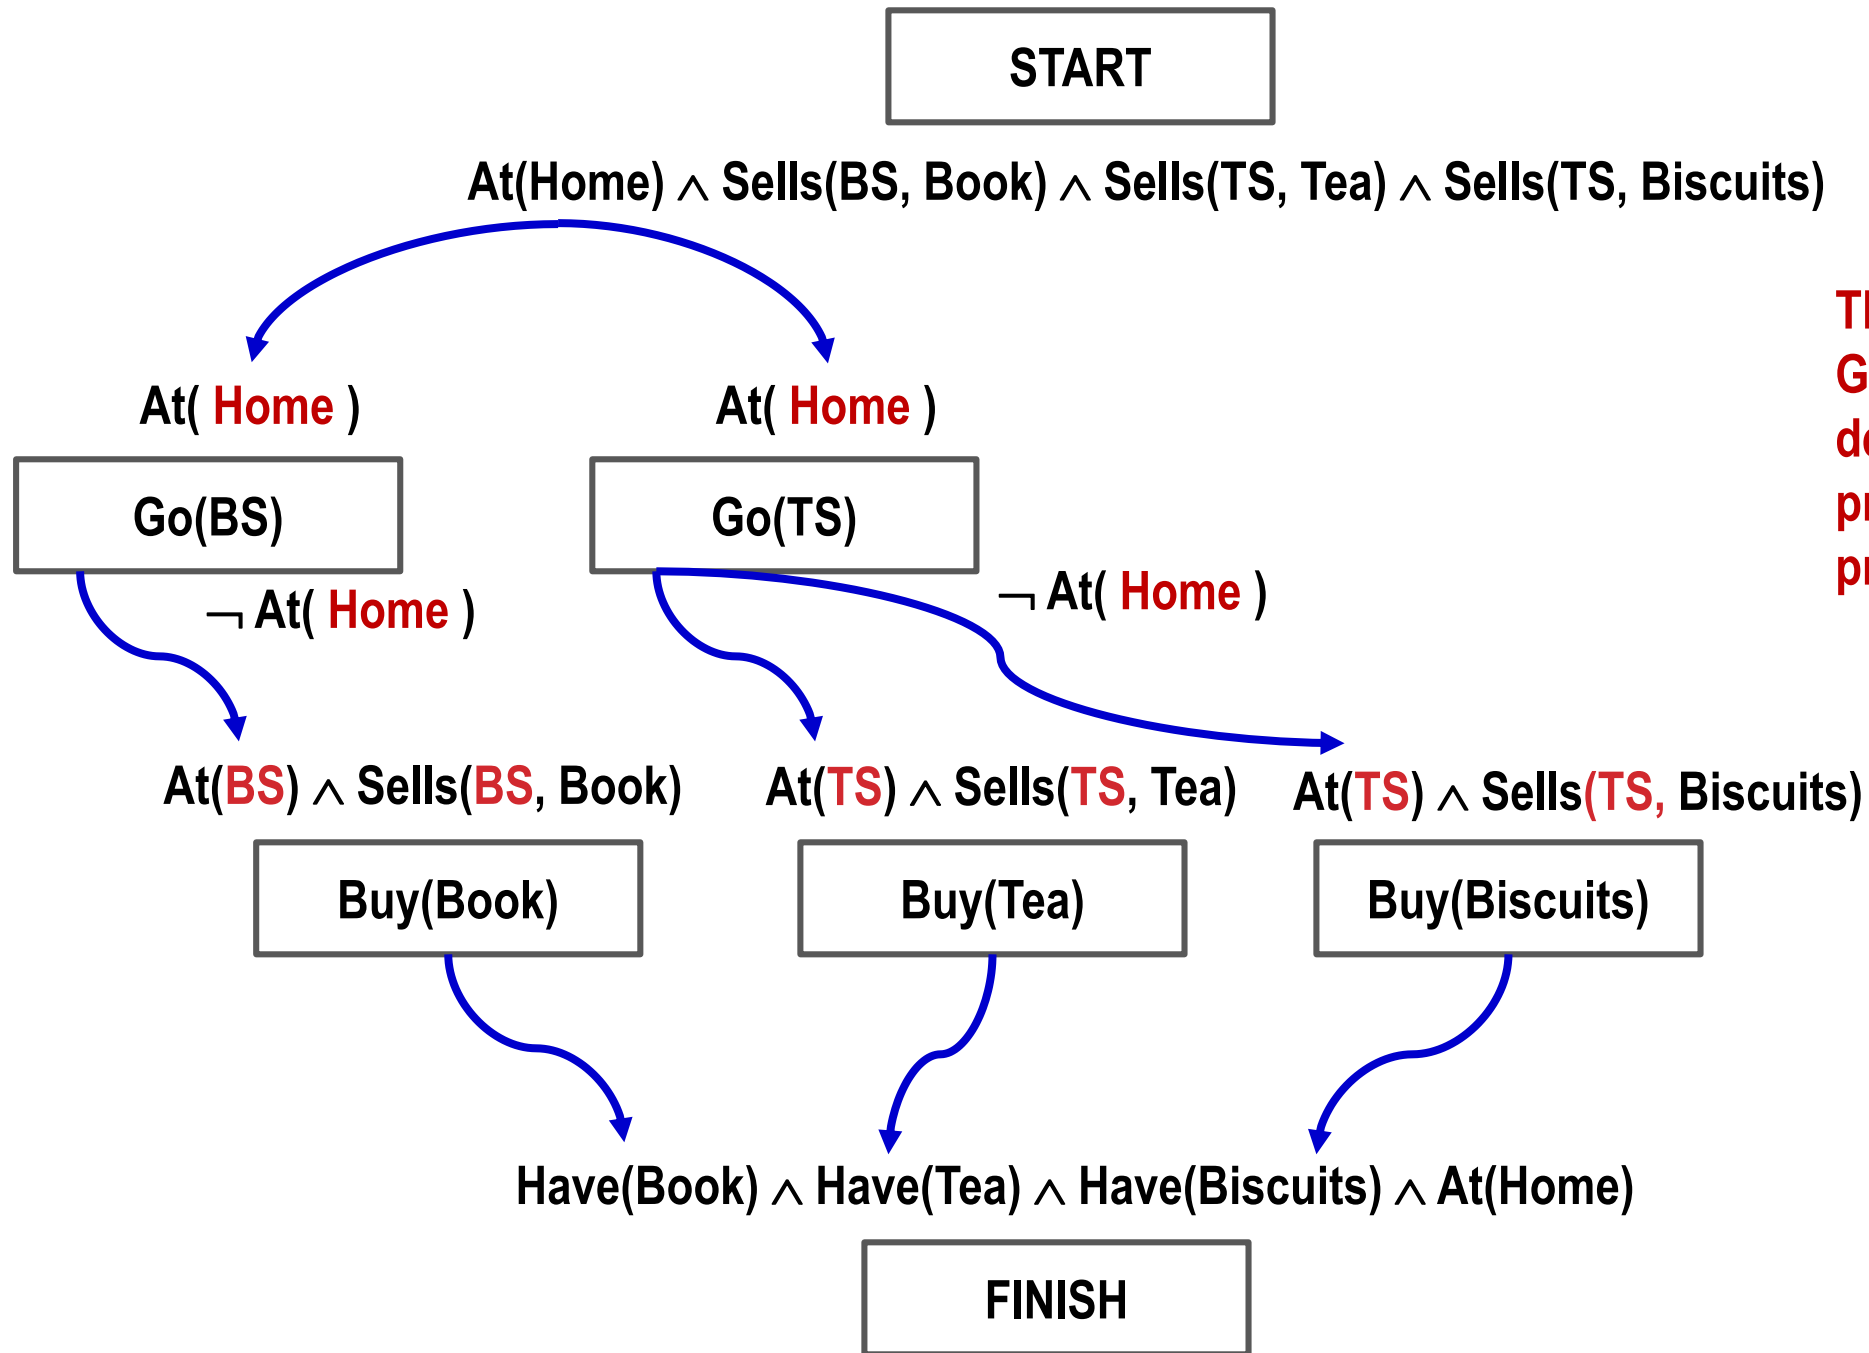 START
At(Home) ∧ Sells(BS, Book) ∧ Sells(TS, Tea) ∧ Sells(TS, Biscuits)
At( Home )
At( Home )
Go(BS)
Go(TS)
¬ At( Home )
¬ At( Home )
At(BS) ∧ Sells(BS, Book)
At(TS) ∧ Sells(TS, Tea)
At(TS) ∧ Sells(TS, Biscuits)
Buy(Book)
Buy(Tea)
Buy(Biscuits)
Have(Book) ∧ Have(Tea) ∧ Have(Biscuits) ∧ At(Home)
FINISH